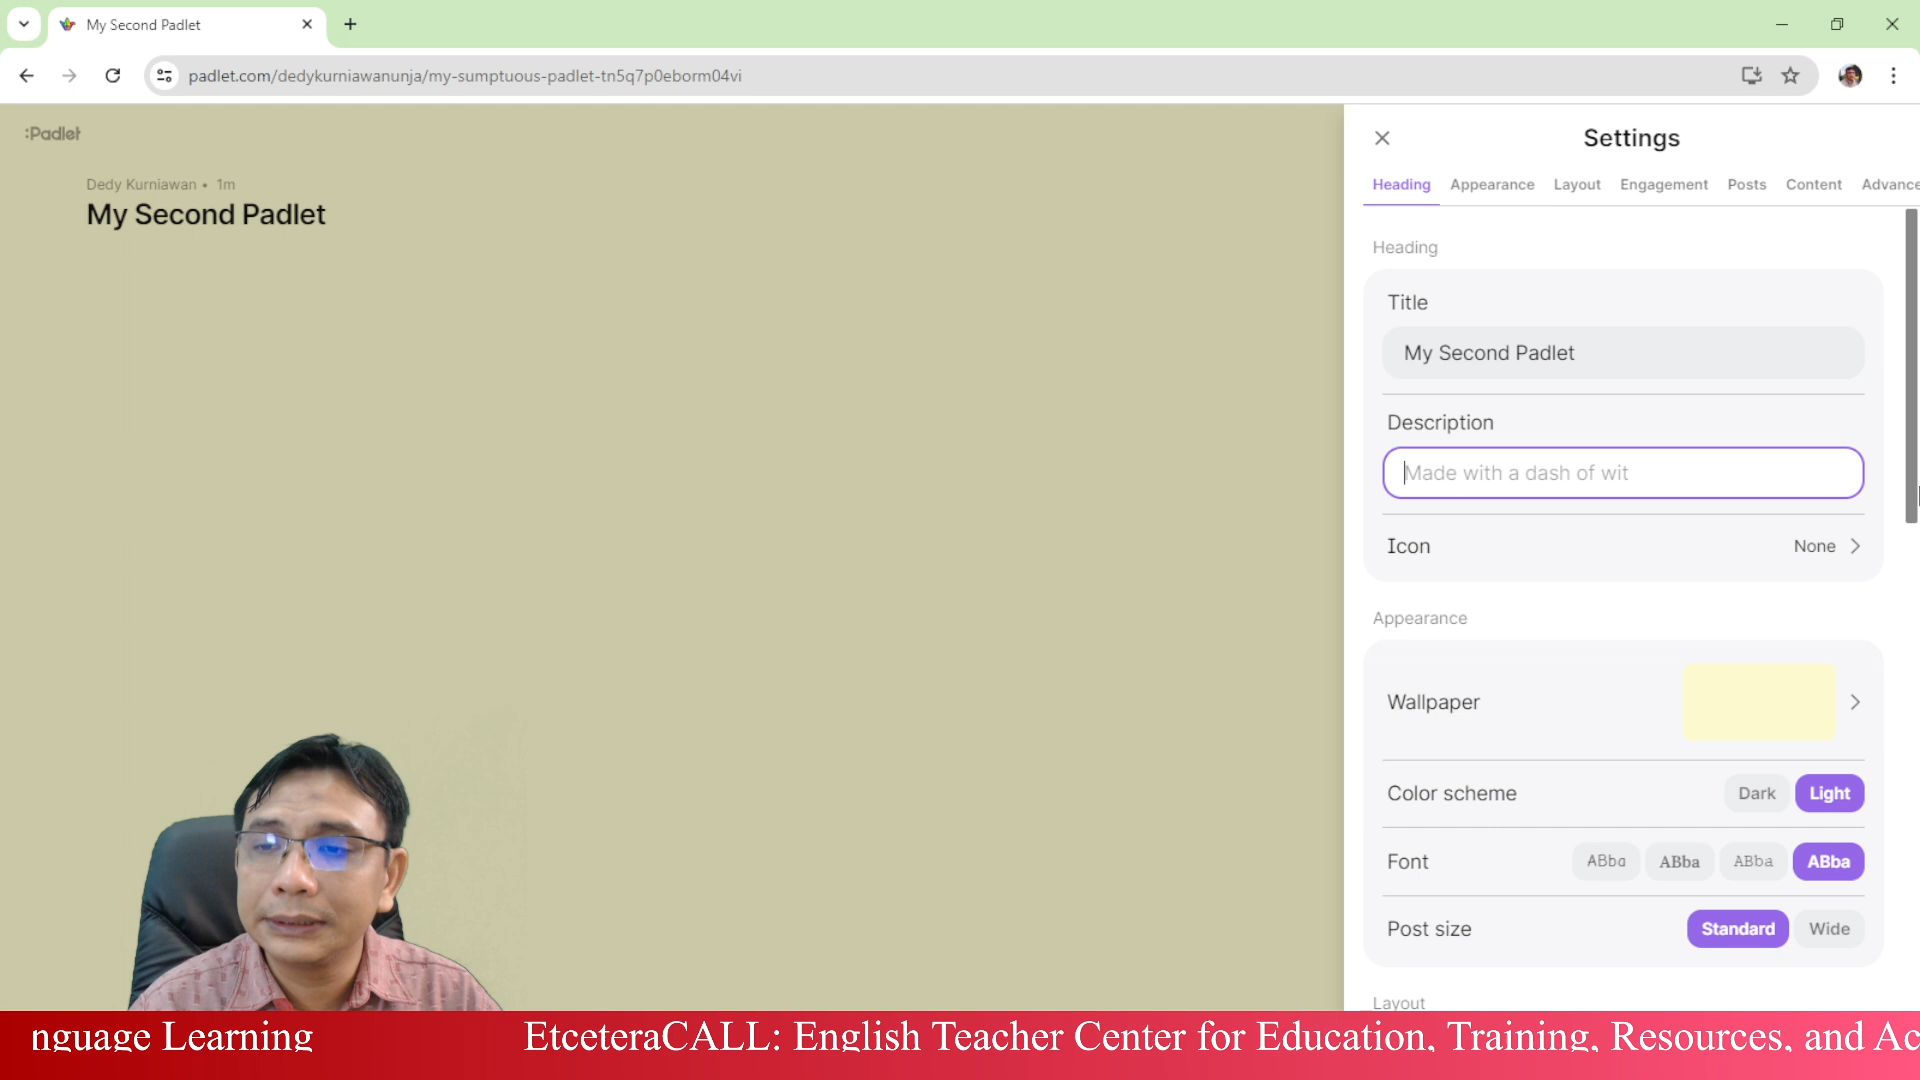 My Second Padlet
padlet.com/dedykurniawanunja/my-sumptuous-padlet-tn5q7p0eborm04vi
:Padlet
Dedy Kurniawan • 1m
My Second Padlet
Settings
Heading Appearance Layout Engagement Posts Content Advance
Heading
Title
My Second Padlet
Description
Made with a dash of wit
Icon None
Appearance
Wallpaper
Color scheme Dark Light
Font ABba ABba ABba ABba
Post size Standard Wide
Layout
nguage Learning EtceteraCALL: English Teacher Center for Education, Training, Resources, and Ac